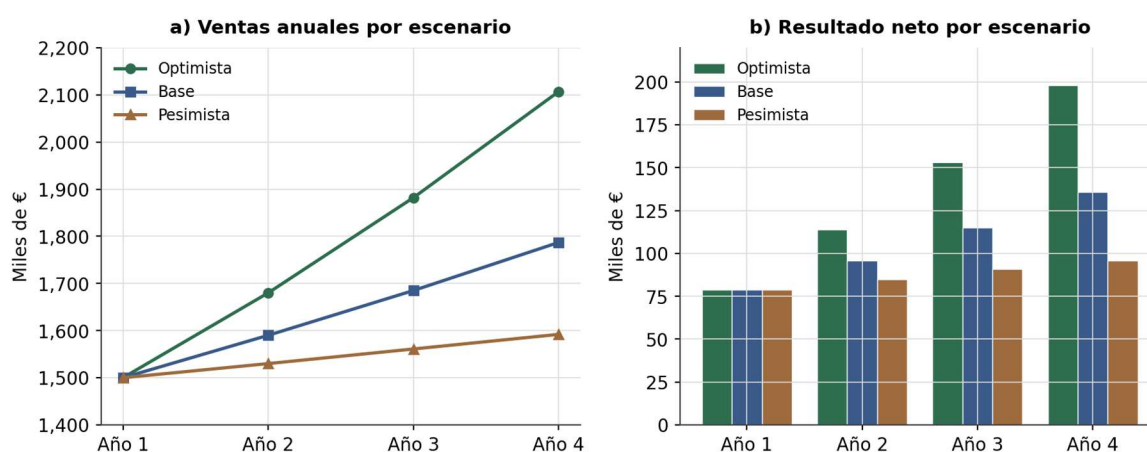 a) Ventas anuales por escenario
2,200
2,100
2,000
1,900
1,800
1,700
1,600
1,500
1,400
Miles de €
Optimista
Base
Pesimista
Año 1
Año 2
Año 3
Año 4
b) Resultado neto por escenario
200
175
150
125
100
75
50
25
0
Miles de €
Optimista
Base
Pesimista
Año 1
Año 2
Año 3
Año 4